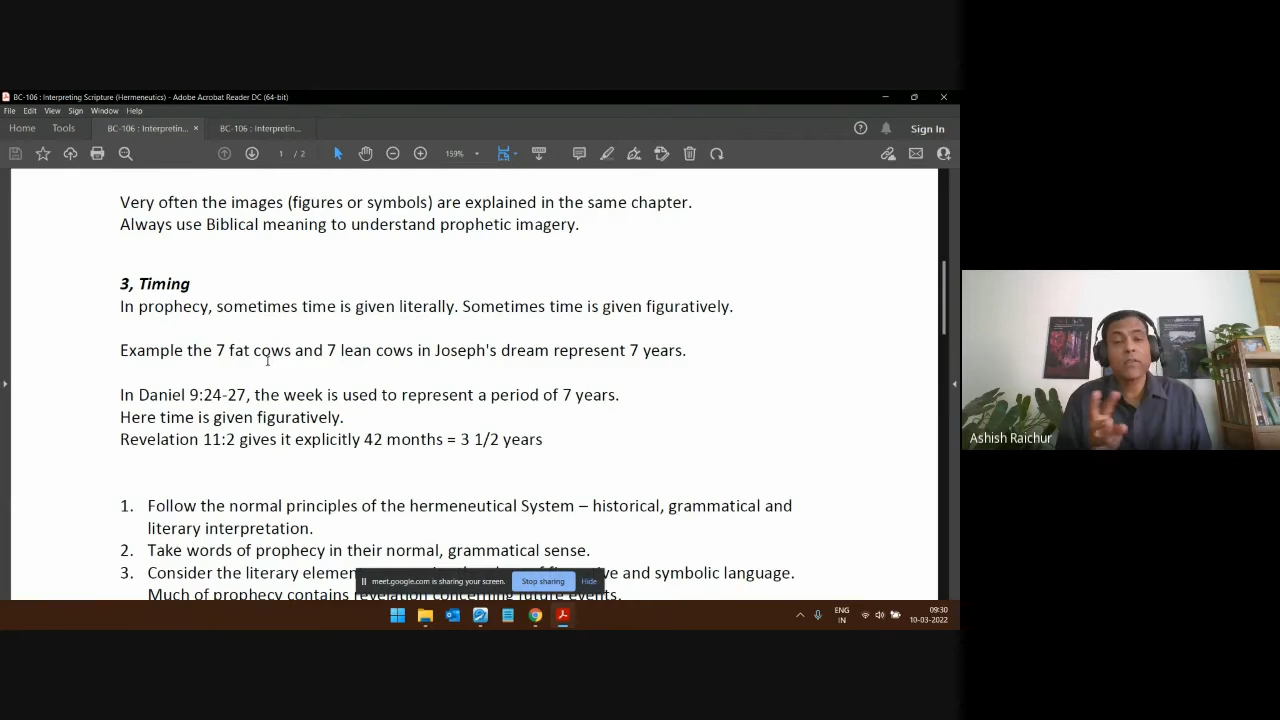 BC-106 : Interpreting Scripture (Hermeneutics) - Adobe Acrobat Reader DC (64-bit)
File Edit View Sign Window Help
Home Tools BC-106 : Interpretin... × BC-106 : Interpretin... Sign In
1 / 2 159%
Very often the images (figures or symbols) are explained in the same chapter.
Always use Biblical meaning to understand prophetic imagery.
3, Timing
In prophecy, sometimes time is given literally. Sometimes time is given figuratively.
Example the 7 fat cows and 7 lean cows in Joseph's dream represent 7 years.
In Daniel 9:24-27, the week is used to represent a period of 7 years.
Here time is given figuratively.
Revelation 11:2 gives it explicitly 42 months = 3 1/2 years
1. Follow the normal principles of the hermeneutical System – historical, grammatical and
literary interpretation.
2. Take words of prophecy in their normal, grammatical sense.
3. Consider the literary and symbolic language.
Much of prophecy contains revelation concerning future events.
meet.google.com is sharing your screen. Stop sharing Hide
ENG
IN
09:30
10-03-2022
Ashish Raichur